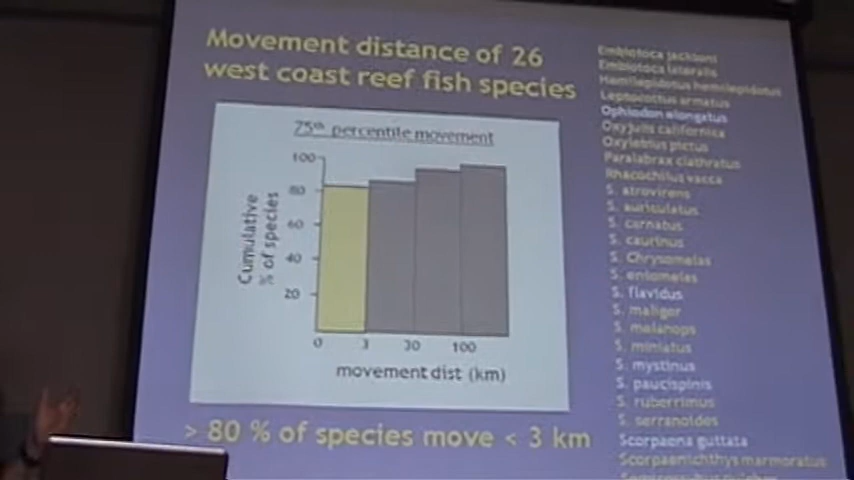 Movement distance of 26
west coast reef fish species
75th percentile movement
100
80
60
40
20
Cumulative
% of species
0 3 30 100
movement dist (km)
> 80 % of species move < 3 km
Embiotoca jacksoni
Embiotoca lateralis
Hemilepidotus hemilepidotus
Leptocottus armatus
Ophiodon elongatus
Oxyjulis californica
Oxylebius pictus
Paralabrax clathratus
Rhacochilus vacca
S. atrovirens
S. auriculatus
S. carnatus
S. caurinus
S. Chrysomelas
S. entomelas
S. flavidus
S. maliger
S. melanops
S. miniatus
S. mystinus
S. paucispinis
S. ruberrimus
S. serranoides
Scorpaena guttata
Scorpaenichthys marmoratus